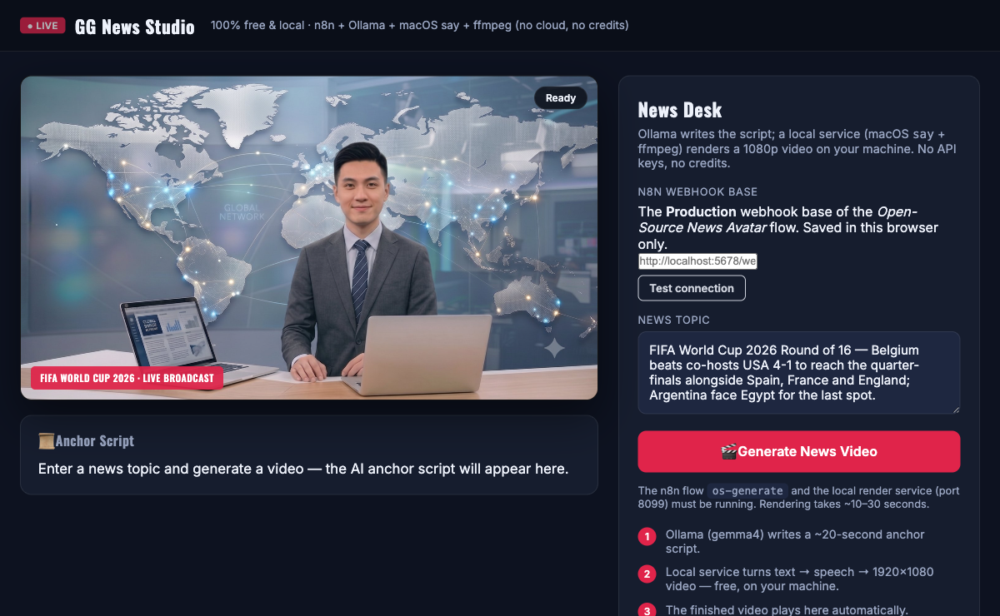 ● LIVE
GG News Studio
100% free & local · n8n + Ollama + macOS say + ffmpeg (no cloud, no credits)
Ready
GLOBAL
NETWORK
FIFA WORLD CUP 2026 · LIVE BROADCAST
📜Anchor Script
Enter a news topic and generate a video — the AI anchor script will appear here.
News Desk
Ollama writes the script; a local service (macOS say +
ffmpeg) renders a 1080p video on your machine. No API
keys, no credits.
N8N WEBHOOK BASE
The Production webhook base of the Open-
Source News Avatar flow. Saved in this browser
only.
http://localhost:5678/we
Test connection
NEWS TOPIC
FIFA World Cup 2026 Round of 16 — Belgium
beats co-hosts USA 4-1 to reach the quarter-
finals alongside Spain, France and England;
Argentina face Egypt for the last spot.
🎬Generate News Video
The n8n flow os-generate and the local render service (port
8099) must be running. Rendering takes ~10–30 seconds.
1 Ollama (gemma4) writes a ~20-second anchor
script.
2 Local service turns text → speech → 1920×1080
video — free, on your machine.
3 The finished video plays here automatically.